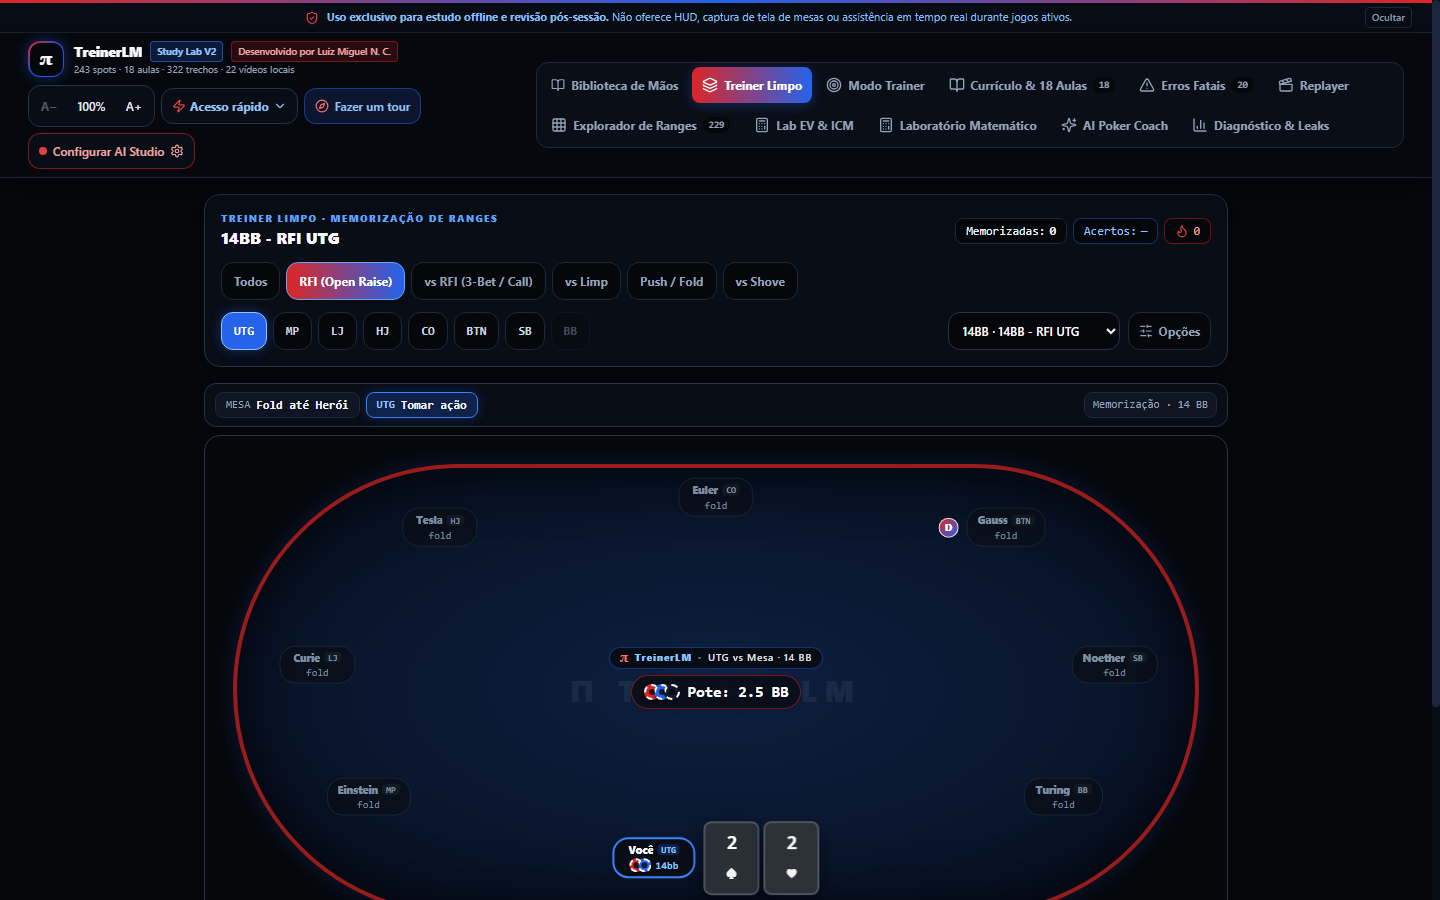 Uso exclusivo para estudo offline e revisão pós-sessão. Não oferece HUD, captura de tela de mesas ou assistência em tempo real durante jogos ativos.
Ocultar
π
TreinerLM
Study Lab V2
Desenvolvido por Luiz Miguel N. C.
243 spots · 18 aulas · 322 trechos · 22 vídeos locais
A−
100%
A+
Acesso rápido
Fazer um tour
Configurar AI Studio
Biblioteca de Mãos
Treiner Limpo
Modo Trainer
Currículo & 18 Aulas 18
Erros Fatais 20
Replayer
Explorador de Ranges 229
Lab EV & ICM
Laboratório Matemático
AI Poker Coach
Diagnóstico & Leaks
TREINER LIMPO · MEMORIZAÇÃO DE RANGES
14BB - RFI UTG
Memorizadas: 0
Acertos: —
0
Todos
RFI (Open Raise)
vs RFI (3-Bet / Call)
vs Limp
Push / Fold
vs Shove
UTG
MP
LJ
HJ
CO
BTN
SB
BB
14BB · 14BB - RFI UTG
Opções
MESA Fold até Herói
UTG Tomar ação
Memorização · 14 BB
Euler CO
fold
Tesla HJ
fold
D
Gauss BTN
fold
Curie LJ
fold
π TreinerLM · UTG vs Mesa · 14 BB
Noether SB
fold
Pote: 2.5 BB
Einstein MP
fold
Turing BB
fold
Você UTG
14bb
2
♠
2
♥